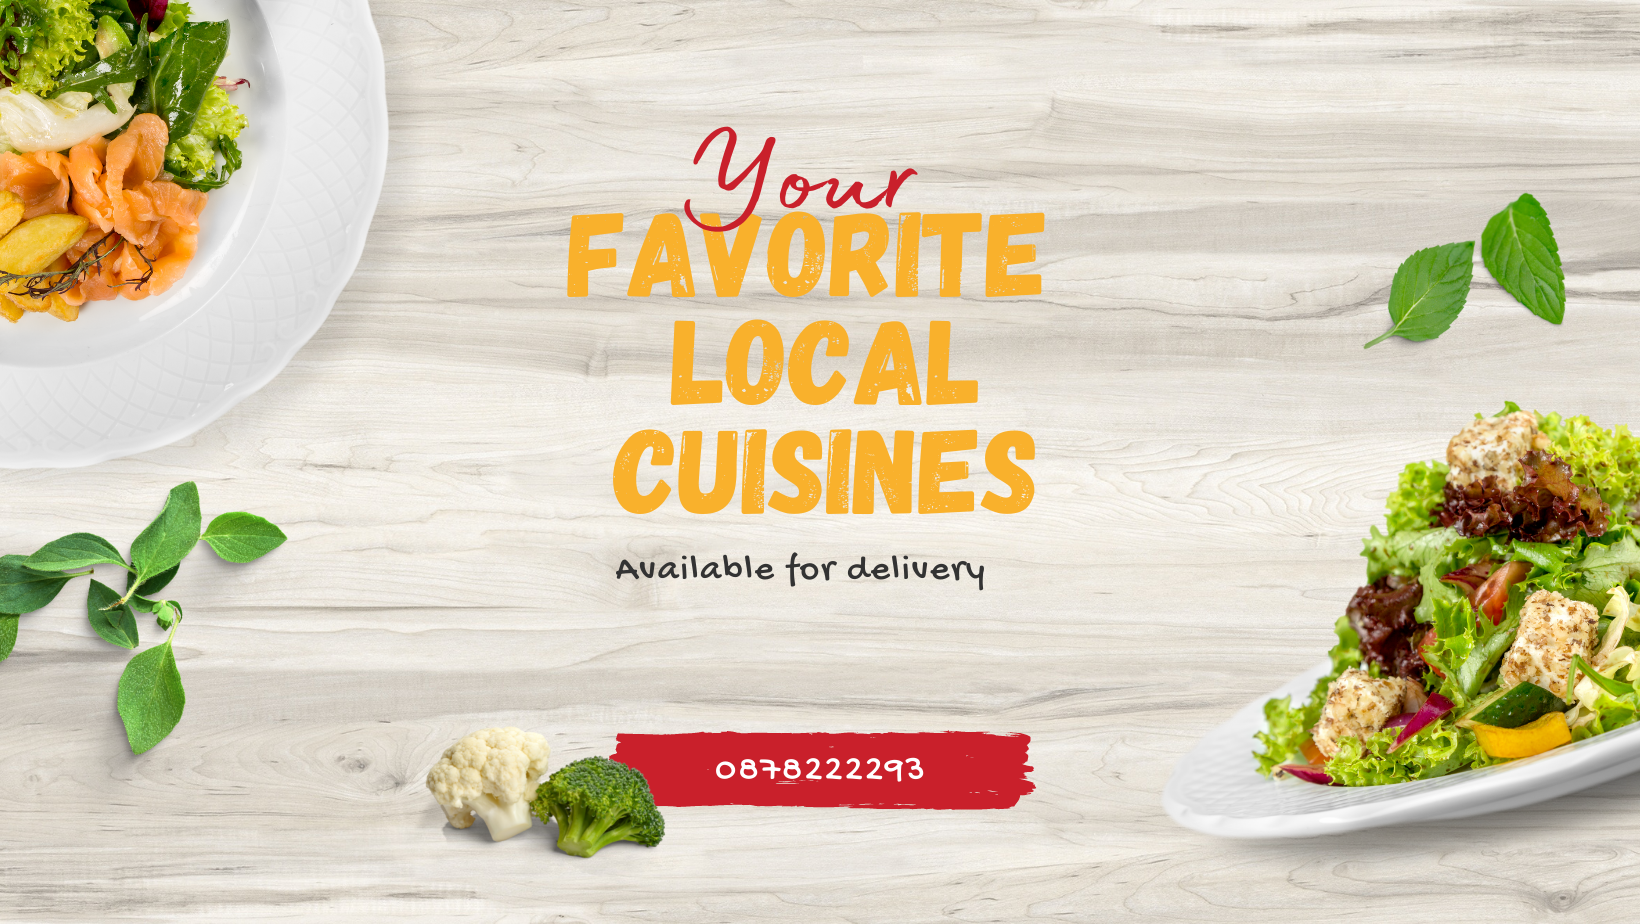 Your
FAVORITE
LOCAL
CUISINES
Available for delivery
0878222293